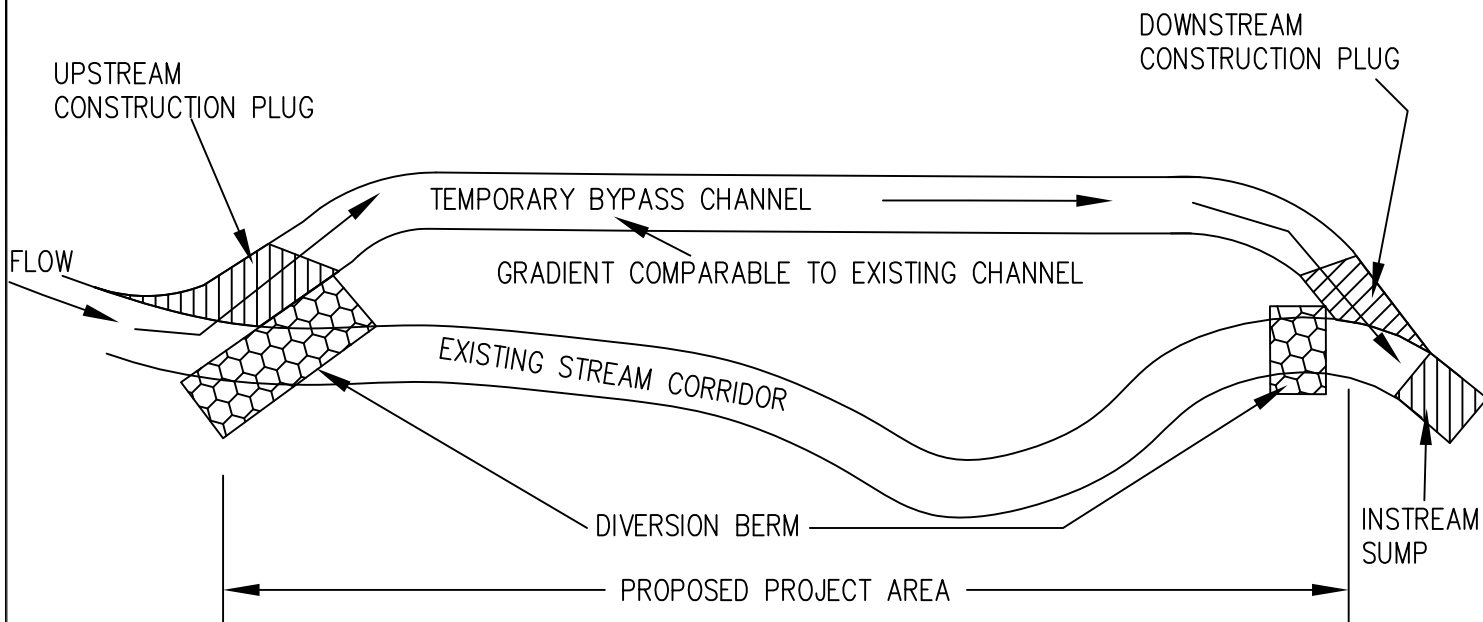 DOWNSTREAM
CONSTRUCTION PLUG
UPSTREAM
CONSTRUCTION PLUG
TEMPORARY BYPASS CHANNEL
FLOW
GRADIENT COMPARABLE TO EXISTING CHANNEL
EXISTING STREAM CORRIDOR
DIVERSION BERM
INSTREAM
SUMP
PROPOSED PROJECT AREA